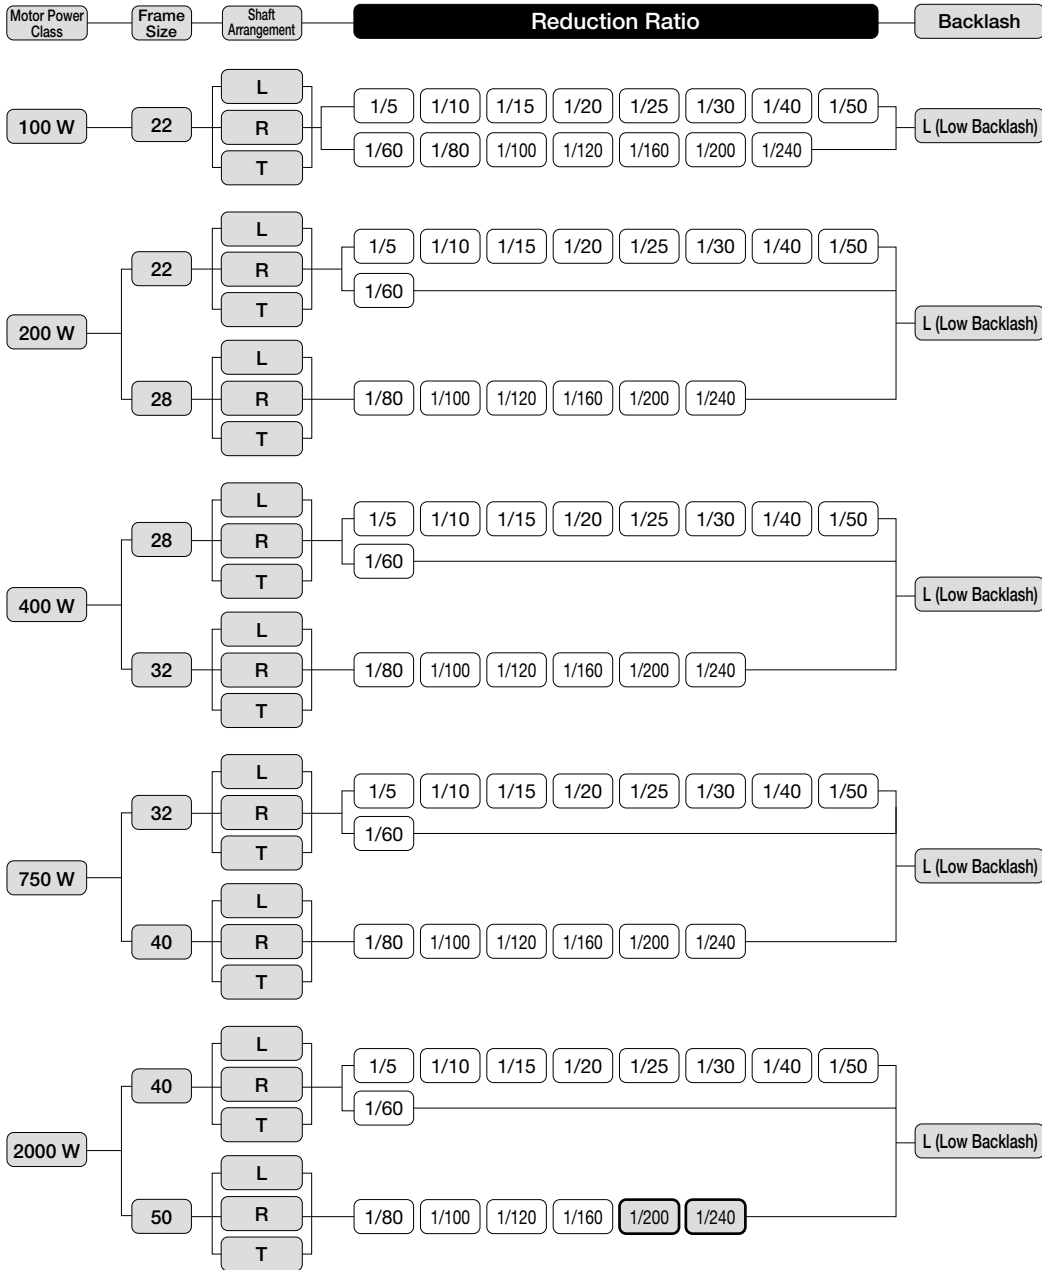 Motor Power Class
Frame Size
Shaft Arrangement
Reduction Ratio
Backlash
100 W
22
L
R
T
1/5 1/10 1/15 1/20 1/25 1/30 1/40 1/50
1/60 1/80 1/100 1/120 1/160 1/200 1/240
L (Low Backlash)
200 W
22
L
R
T
1/5 1/10 1/15 1/20 1/25 1/30 1/40 1/50
1/60
28
L
R
T
1/80 1/100 1/120 1/160 1/200 1/240
L (Low Backlash)
400 W
28
L
R
T
1/5 1/10 1/15 1/20 1/25 1/30 1/40 1/50
1/60
32
L
R
T
1/80 1/100 1/120 1/160 1/200 1/240
L (Low Backlash)
750 W
32
L
R
T
1/5 1/10 1/15 1/20 1/25 1/30 1/40 1/50
1/60
40
L
R
T
1/80 1/100 1/120 1/160 1/200 1/240
L (Low Backlash)
2000 W
40
L
R
T
1/5 1/10 1/15 1/20 1/25 1/30 1/40 1/50
1/60
50
L
R
T
1/80 1/100 1/120 1/160 1/200 1/240
L (Low Backlash)